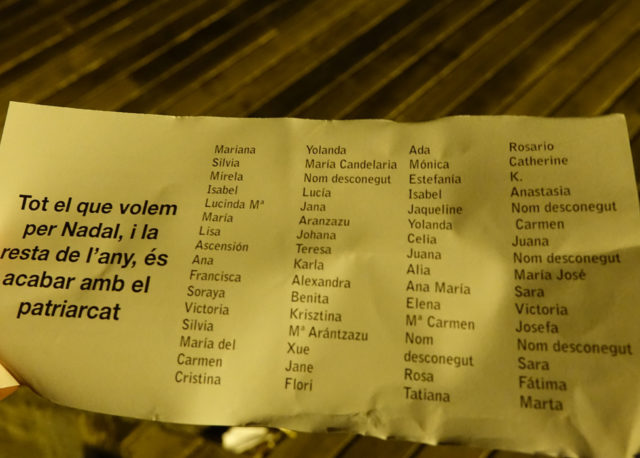 Tot el que volem
per Nadal, i la
resta de l'any, és
acabar amb el
patriarcat
Mariana
Silvia
Mirela
Isabel
Lucinda Mª
María
Lisa
Ascensión
Ana
Francisca
Soraya
Victoria
Silvia
María del
Carmen
Cristina
Yolanda
María Candelaria
Nom desconegut
Lucía
Jana
Aranzazu
Johana
Teresa
Karla
Alexandra
Benita
Krisztina
Mª Arántzazu
Xue
Jane
Flori
Ada
Mónica
Estefanía
Isabel
Jaqueline
Yolanda
Celia
Juana
Alia
Ana María
Elena
Mª Carmen
Nom
desconegut
Rosa
Tatiana
Rosario
Catherine
K.
Anastasia
Nom desconegut
Carmen
Juana
Nom desconegut
María José
Sara
Victoria
Josefa
Nom desconegut
Sara
Fátima
Marta